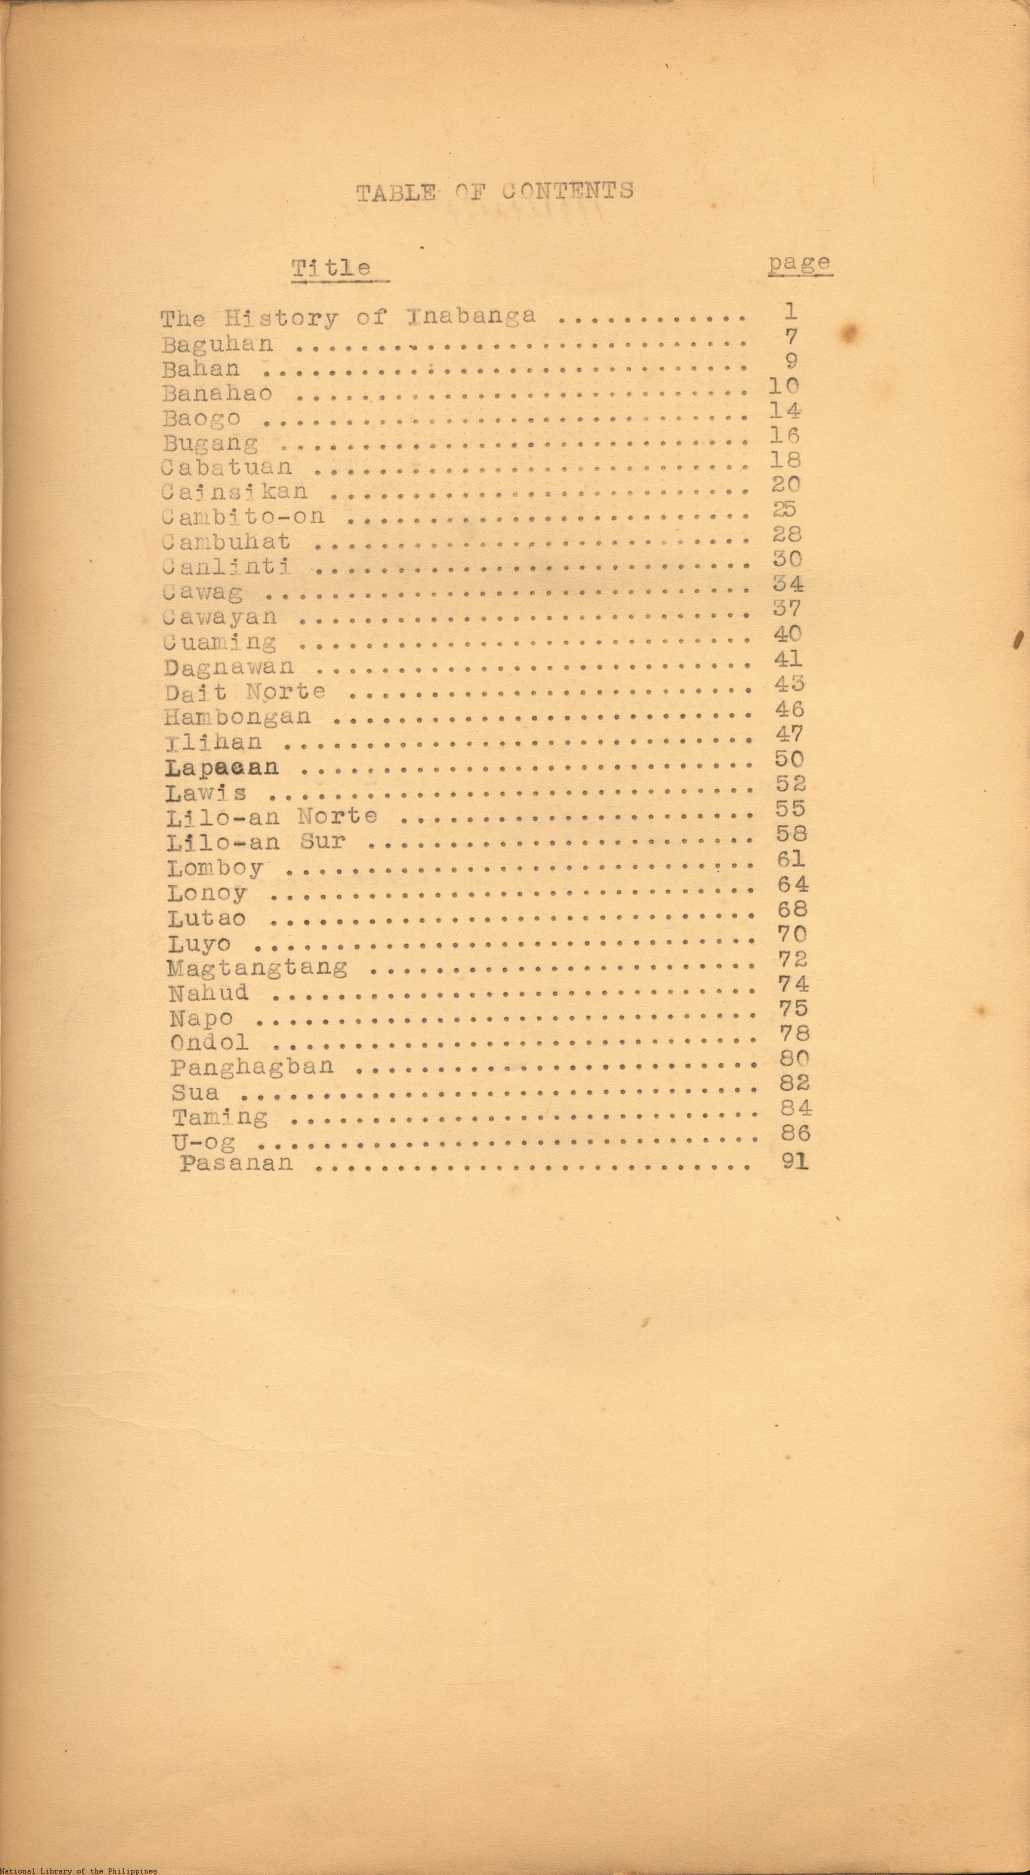 TABLE OF CONTENTS
Title page
The History of Inabanga ............ 1
Baguhan ............................ 7
Bahan .............................. 9
Banahao ............................ 10
Baogo .............................. 14
Bugang ............................. 16
Cabatuan ........................... 18
Cainsikan .......................... 20
Cambito-on ......................... 25
Cambuhat ........................... 28
Canlinti ........................... 30
Cawag .............................. 34
Cawayan ............................ 37
Cuaming ............................ 40
Dagnawan ........................... 41
Dait Norte ......................... 43
Hambongan .......................... 46
Ilihan ............................. 47
Lapacan ............................ 50
Lawis .............................. 52
Lilo-an Norte ...................... 55
Lilo-an Sur ........................ 58
Lomboy ............................. 61
Lonoy .............................. 64
Lutao .............................. 68
Luyo ............................... 70
Magtangtang ........................ 72
Nahud .............................. 74
Napo ............................... 75
Ondol .............................. 78
Panghagban ......................... 80
Sua ................................ 82
Taming ............................. 84
U-og ............................... 86
Pasanan ........................... 91
National Library of the Philippines